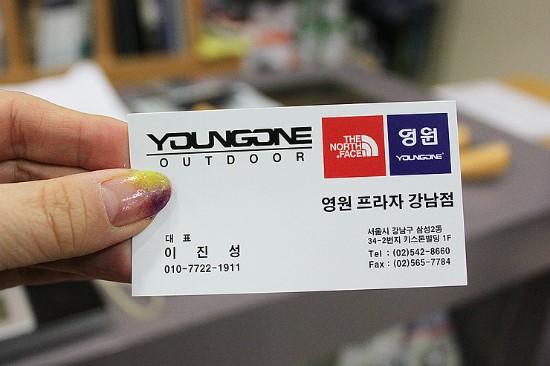 YOUNGONE
OUTDOOR
THE
NORTH
FACE
영원
YOUNGONE
영원 프라자 강남점
대 표
이 진 성
010-7722-1911
서울시 강남구 삼성2동
34-2번지 키스톤빌딩 1F
Tel : (02)542-8660
Fax : (02)565-7784